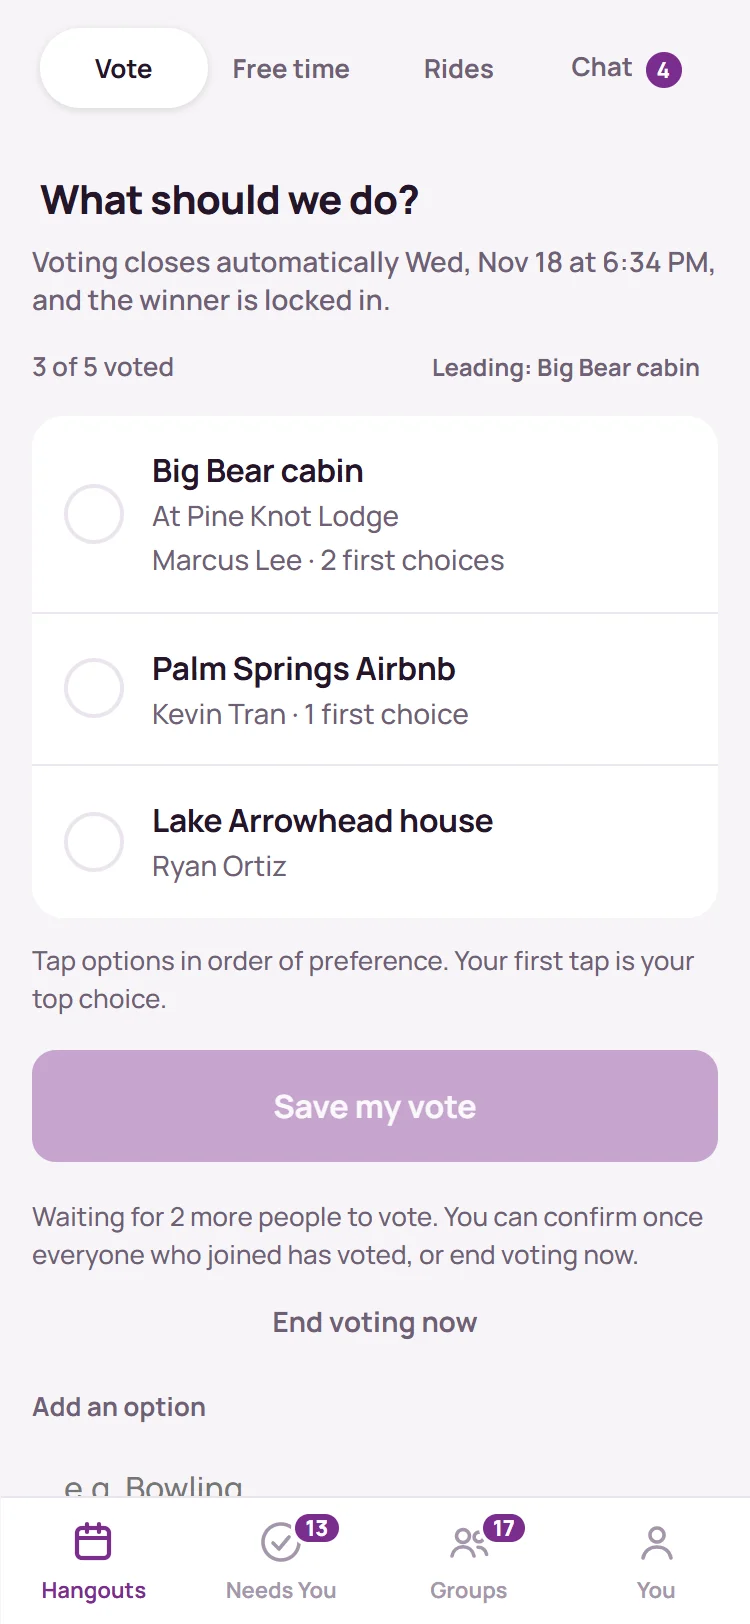 Vote
Free time
Rides
Chat 4
What should we do?
Voting closes automatically Wed, Nov 18 at 6:34 PM,
and the winner is locked in.
3 of 5 voted
Leading: Big Bear cabin
Big Bear cabin
At Pine Knot Lodge
Marcus Lee · 2 first choices
Palm Springs Airbnb
Kevin Tran · 1 first choice
Lake Arrowhead house
Ryan Ortiz
Tap options in order of preference. Your first tap is your
top choice.
Save my vote
Waiting for 2 more people to vote. You can confirm once
everyone who joined has voted, or end voting now.
End voting now
Add an option
e.g. Bowling
13
17
Hangouts
Needs You
Groups
You